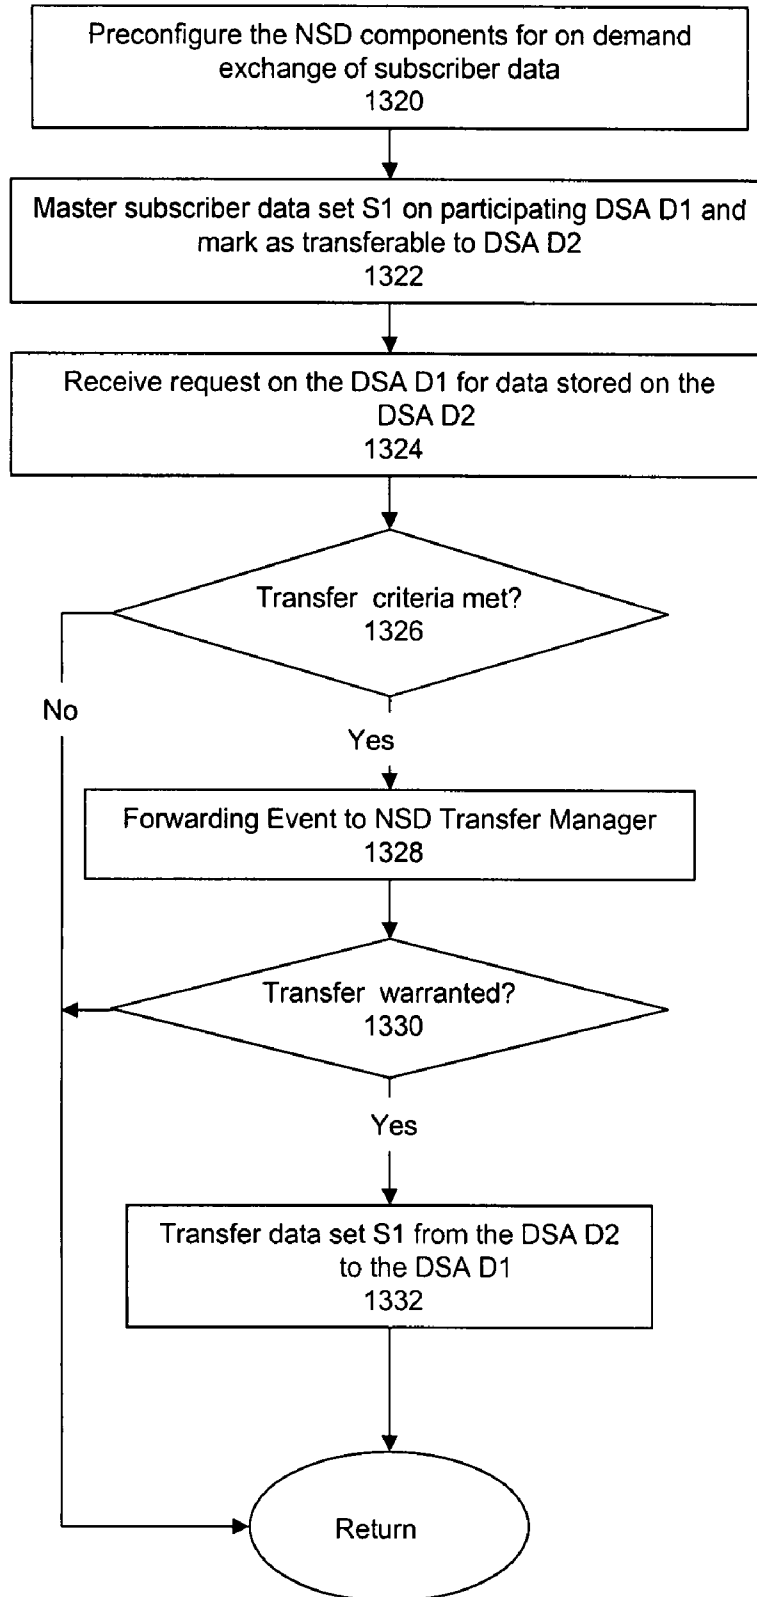 Preconfigure the NSD components for on demand
exchange of subscriber data
1320
Master subscriber data set S1 on participating DSA D1 and
mark as transferable to DSA D2
1322
Receive request on the DSA D1 for data stored on the
DSA D2
1324
Transfer criteria met?
1326
No
Yes
Forwarding Event to NSD Transfer Manager
1328
Transfer warranted?
1330
Yes
Transfer data set S1 from the DSA D2
to the DSA D1
1332
Return